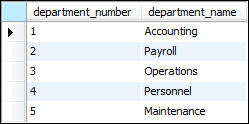 department_number department_name
1 Accounting
2 Payroll
3 Operations
4 Personnel
5 Maintenance